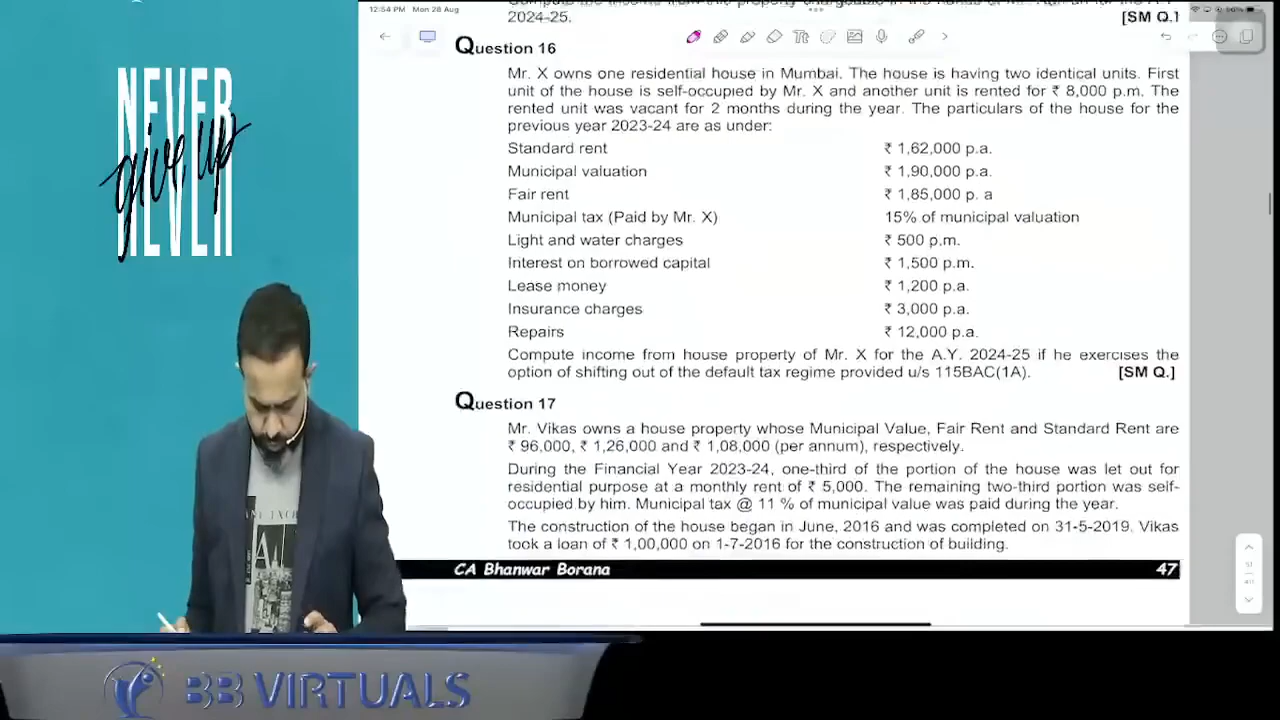 12:54 PM Mon 28 Aug
2024-25.
[SM Q.]
NEVER
give up
NEVER
Question 16
Mr. X owns one residential house in Mumbai. The house is having two identical units. First
unit of the house is self-occupied by Mr. X and another unit is rented for ₹ 8,000 p.m. The
rented unit was vacant for 2 months during the year. The particulars of the house for the
previous year 2023-24 are as under:
Standard rent ₹ 1,62,000 p.a.
Municipal valuation ₹ 1,90,000 p.a.
Fair rent ₹ 1,85,000 p. a
Municipal tax (Paid by Mr. X) 15% of municipal valuation
Light and water charges ₹ 500 p.m.
Interest on borrowed capital ₹ 1,500 p.m.
Lease money ₹ 1,200 p.a.
Insurance charges ₹ 3,000 p.a.
Repairs ₹ 12,000 p.a.
Compute income from house property of Mr. X for the A.Y. 2024-25 if he exercises the
option of shifting out of the default tax regime provided u/s 115BAC(1A). [SM Q.]
Question 17
Mr. Vikas owns a house property whose Municipal Value, Fair Rent and Standard Rent are
₹ 96,000, ₹ 1,26,000 and ₹ 1,08,000 (per annum), respectively.
During the Financial Year 2023-24, one-third of the portion of the house was let out for
residential purpose at a monthly rent of ₹ 5,000. The remaining two-third portion was self-
occupied by him. Municipal tax @ 11 % of municipal value was paid during the year.
The construction of the house began in June, 2016 and was completed on 31-5-2019. Vikas
took a loan of ₹ 1,00,000 on 1-7-2016 for the construction of building.
CA Bhanwar Borana 47
BB VIRTUALS